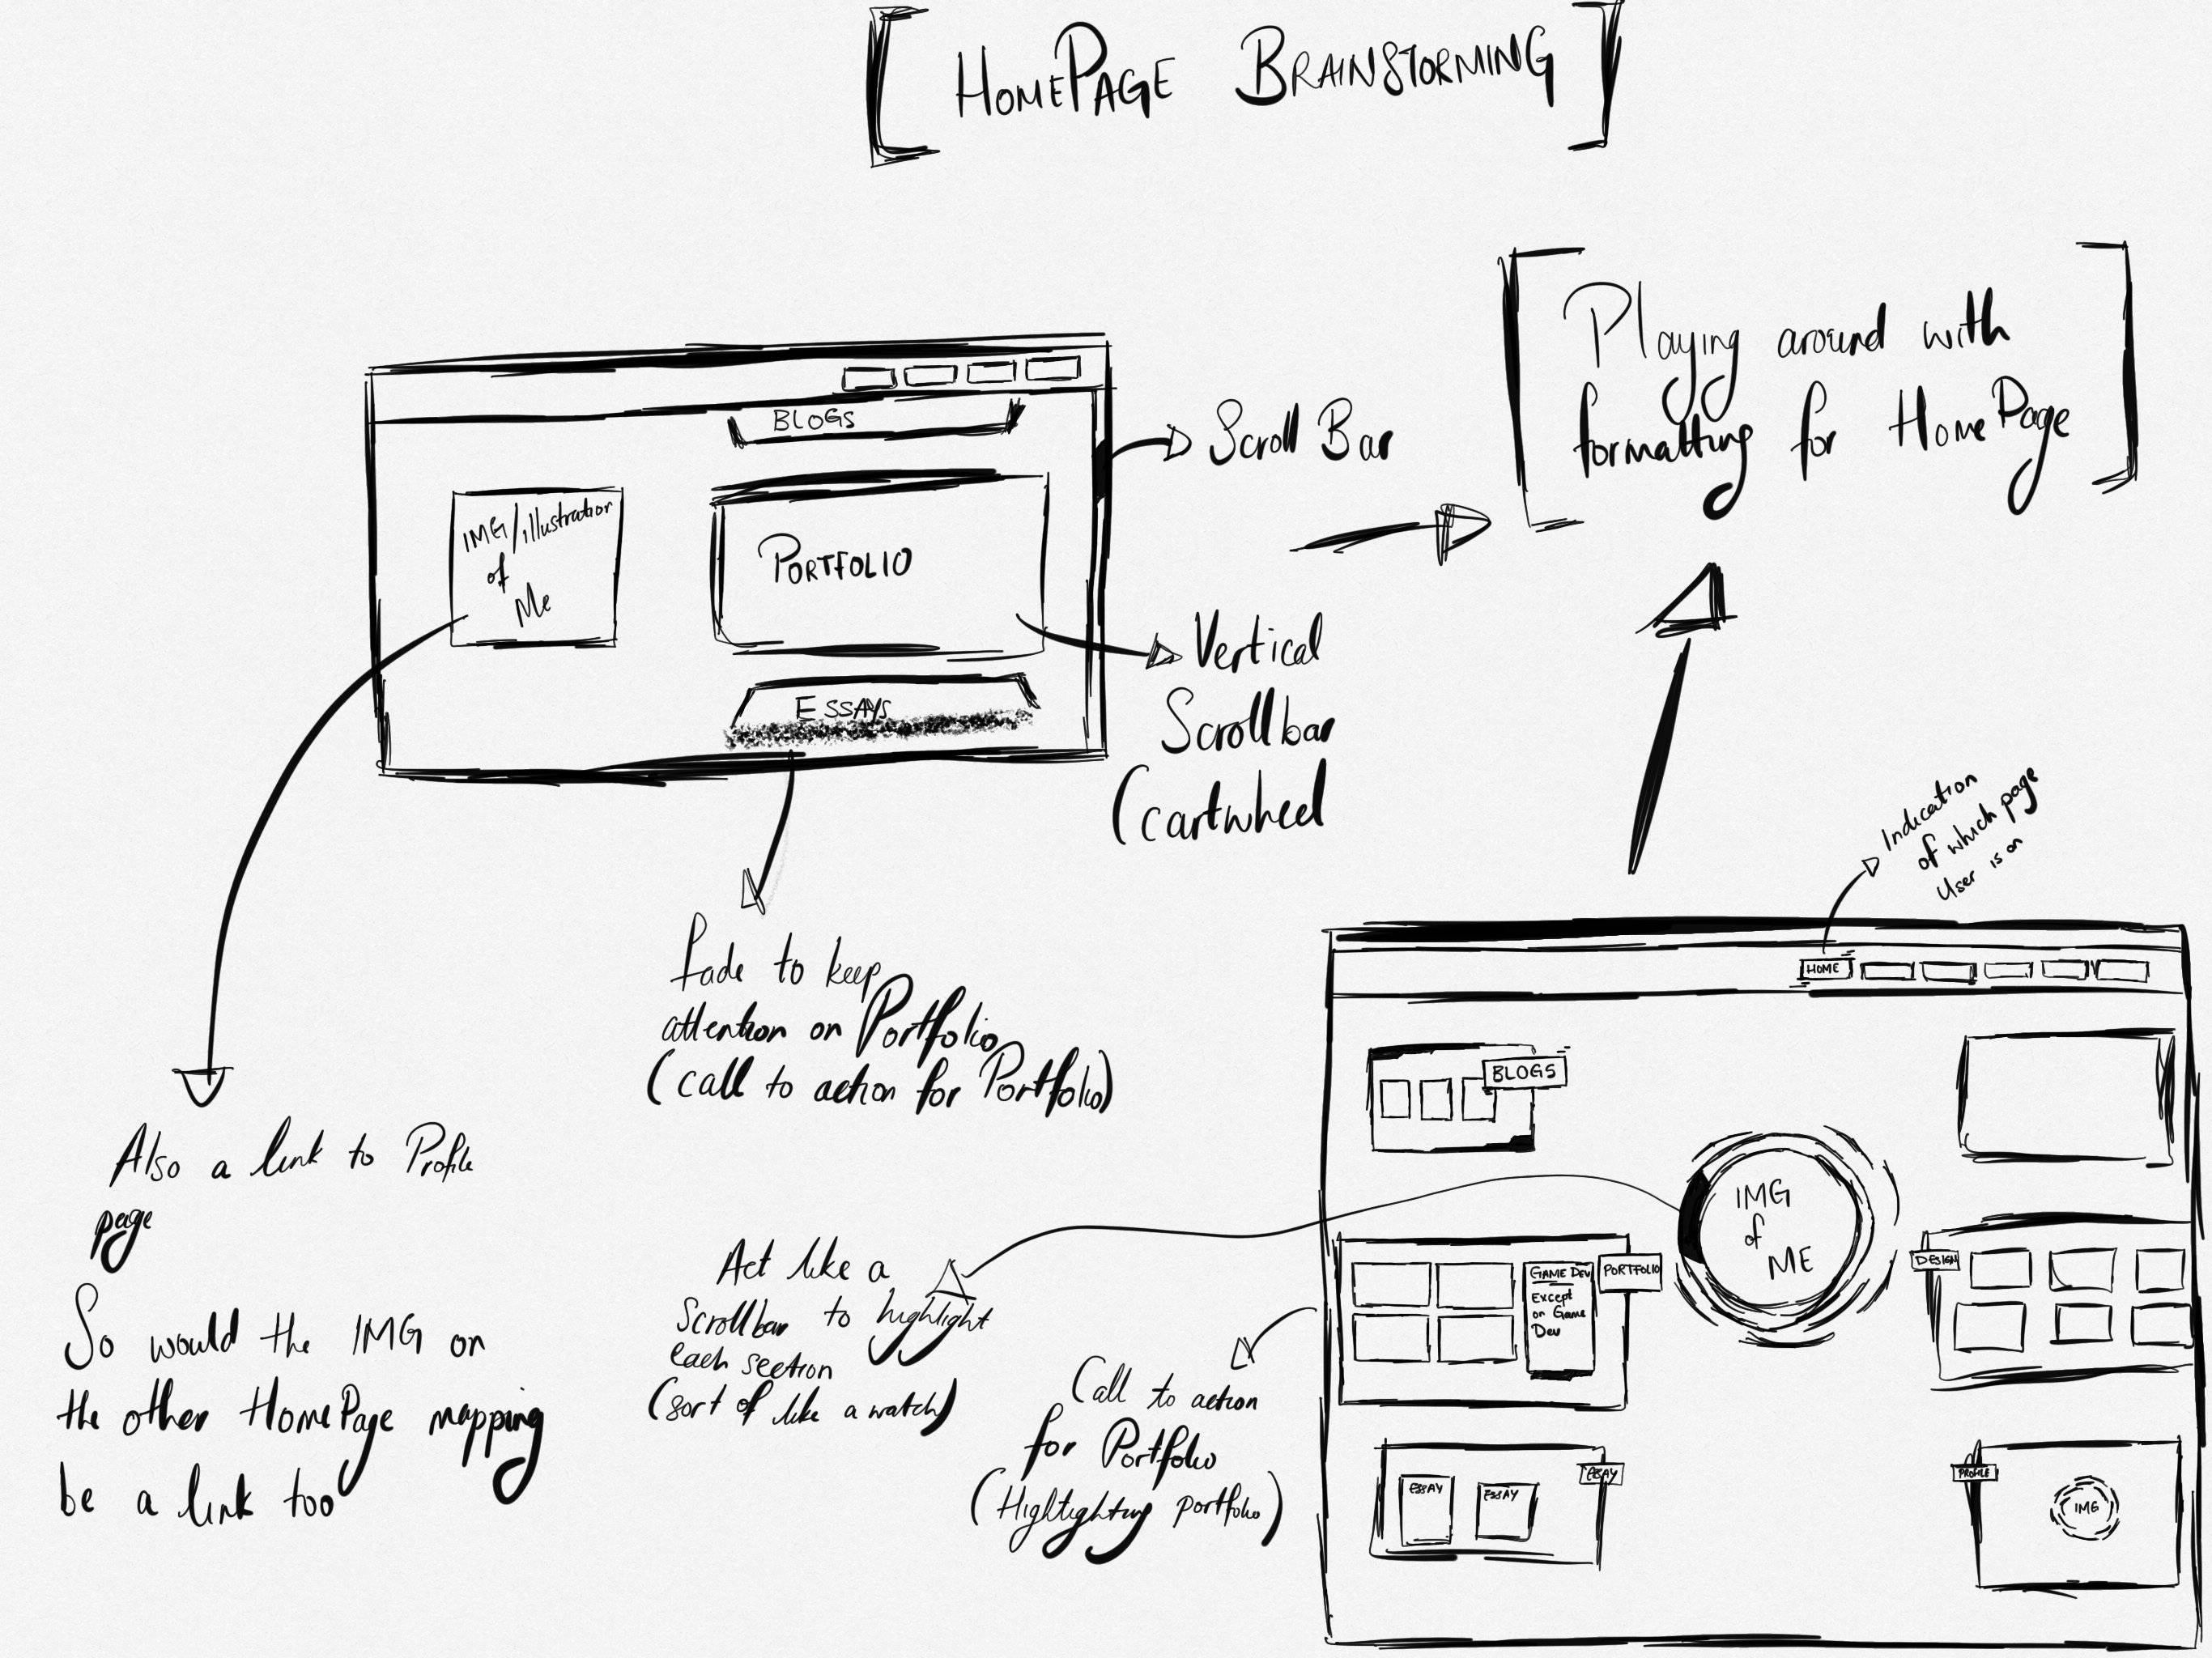 [ HOMEPAGE BRAINSTORMING ]
[ Playing around with
formatting for HomePage ]
BLOGS
IMG/illustration
of
Me
PORTFOLIO
ESSAYS
Scroll Bar
Vertical
Scrollbar
(cartwheel
fade to keep
attention on Portfolio
(call to action for Portfolio)
Also a link to Profile
page
So would the IMG on
the other HomePage mapping
be a link too
Indication
of which page
User is on
HOME
BLOGS
IMG
of
ME
GAME DEV
Except
on Game
Dev
PORTFOLIO
DESIGN
ESSAY
ESSAY
ESSAY
PROFILE
IMG
Act like a
Scrollbar to highlight
each section
(sort of like a watch)
Call to action
for Portfolio
(Hightighting portfolio)